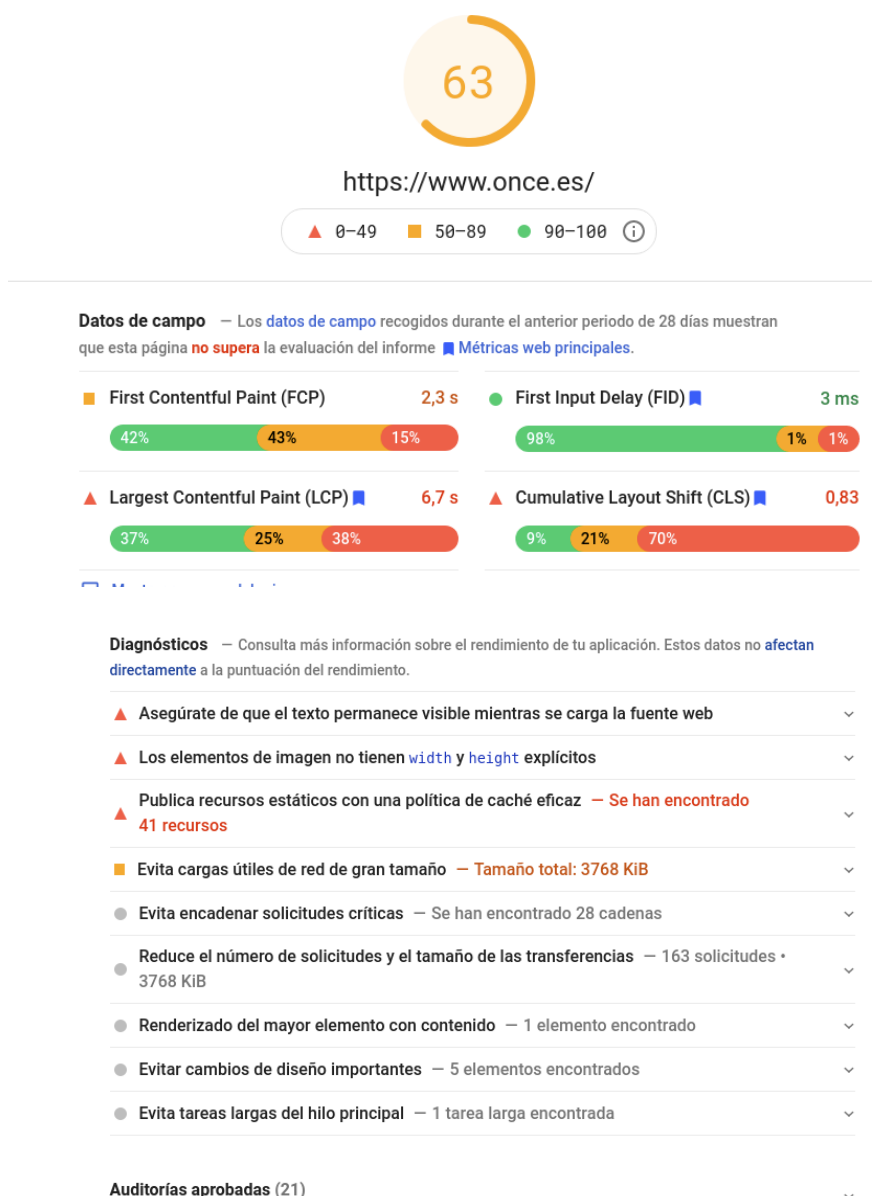 63
https://www.once.es/
0–49 50–89 90–100
Datos de campo — Los datos de campo recogidos durante el anterior periodo de 28 días muestran
que esta página no supera la evaluación del informe Métricas web principales.
First Contentful Paint (FCP) 2,3 s
42% 43% 15%
First Input Delay (FID) 3 ms
98% 1% 1%
Largest Contentful Paint (LCP) 6,7 s
37% 25% 38%
Cumulative Layout Shift (CLS) 0,83
9% 21% 70%
Diagnósticos — Consulta más información sobre el rendimiento de tu aplicación. Estos datos no afectan
directamente a la puntuación del rendimiento.
Asegúrate de que el texto permanece visible mientras se carga la fuente web
Los elementos de imagen no tienen width y height explícitos
Publica recursos estáticos con una política de caché eficaz — Se han encontrado
41 recursos
Evita cargas útiles de red de gran tamaño — Tamaño total: 3768 KiB
Evita encadenar solicitudes críticas — Se han encontrado 28 cadenas
Reduce el número de solicitudes y el tamaño de las transferencias — 163 solicitudes •
3768 KiB
Renderizado del mayor elemento con contenido — 1 elemento encontrado
Evitar cambios de diseño importantes — 5 elementos encontrados
Evita tareas largas del hilo principal — 1 tarea larga encontrada
Auditorías aprobadas (21)